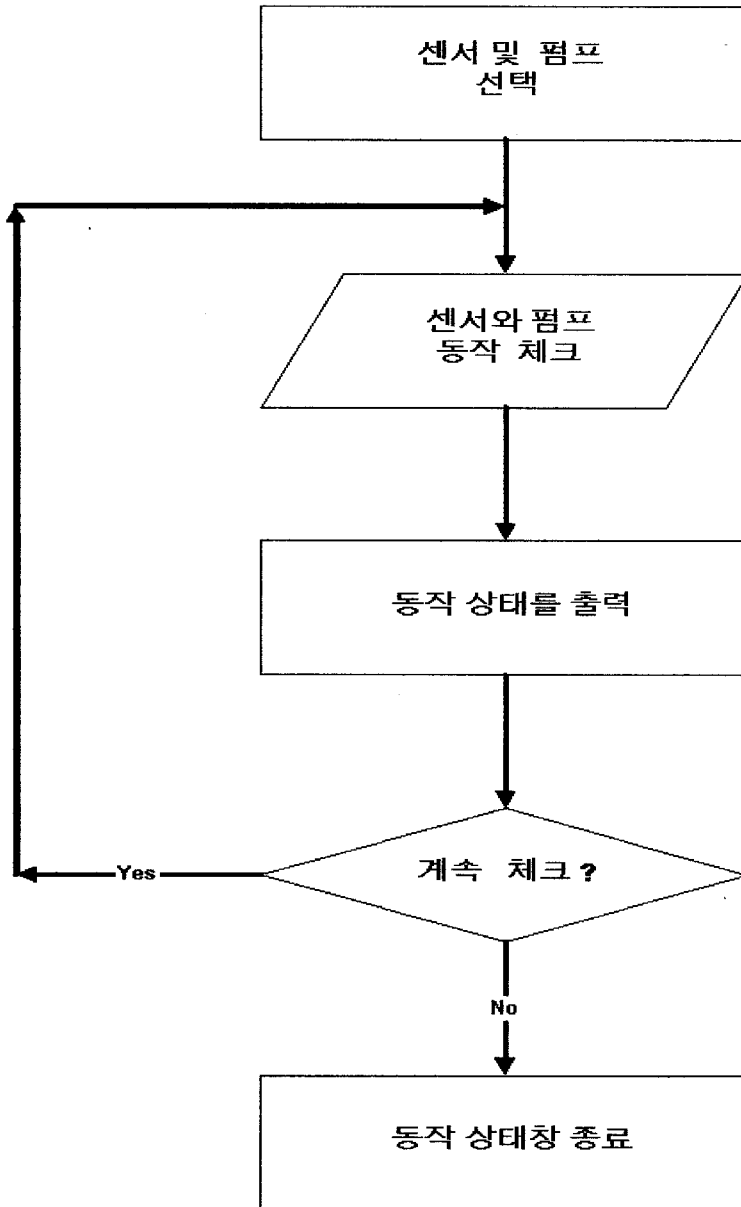 센서 및 펌프
선택
센서와 펌프
동작 체크
동작 상태를 출력
계속 체크 ?
Yes
No
동작 상태창 종료